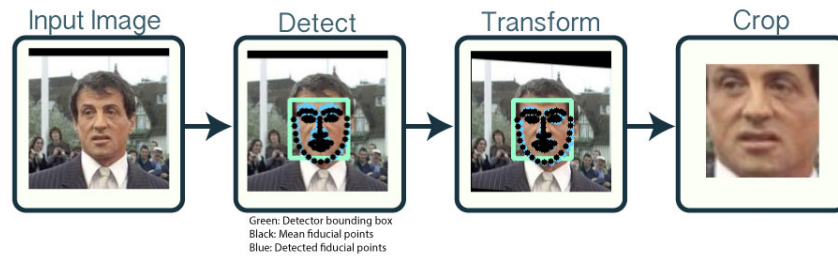 Input Image
Detect
Transform
Crop
Green: Detector bounding box
Black: Mean fiducial points
Blue: Detected fiducial points